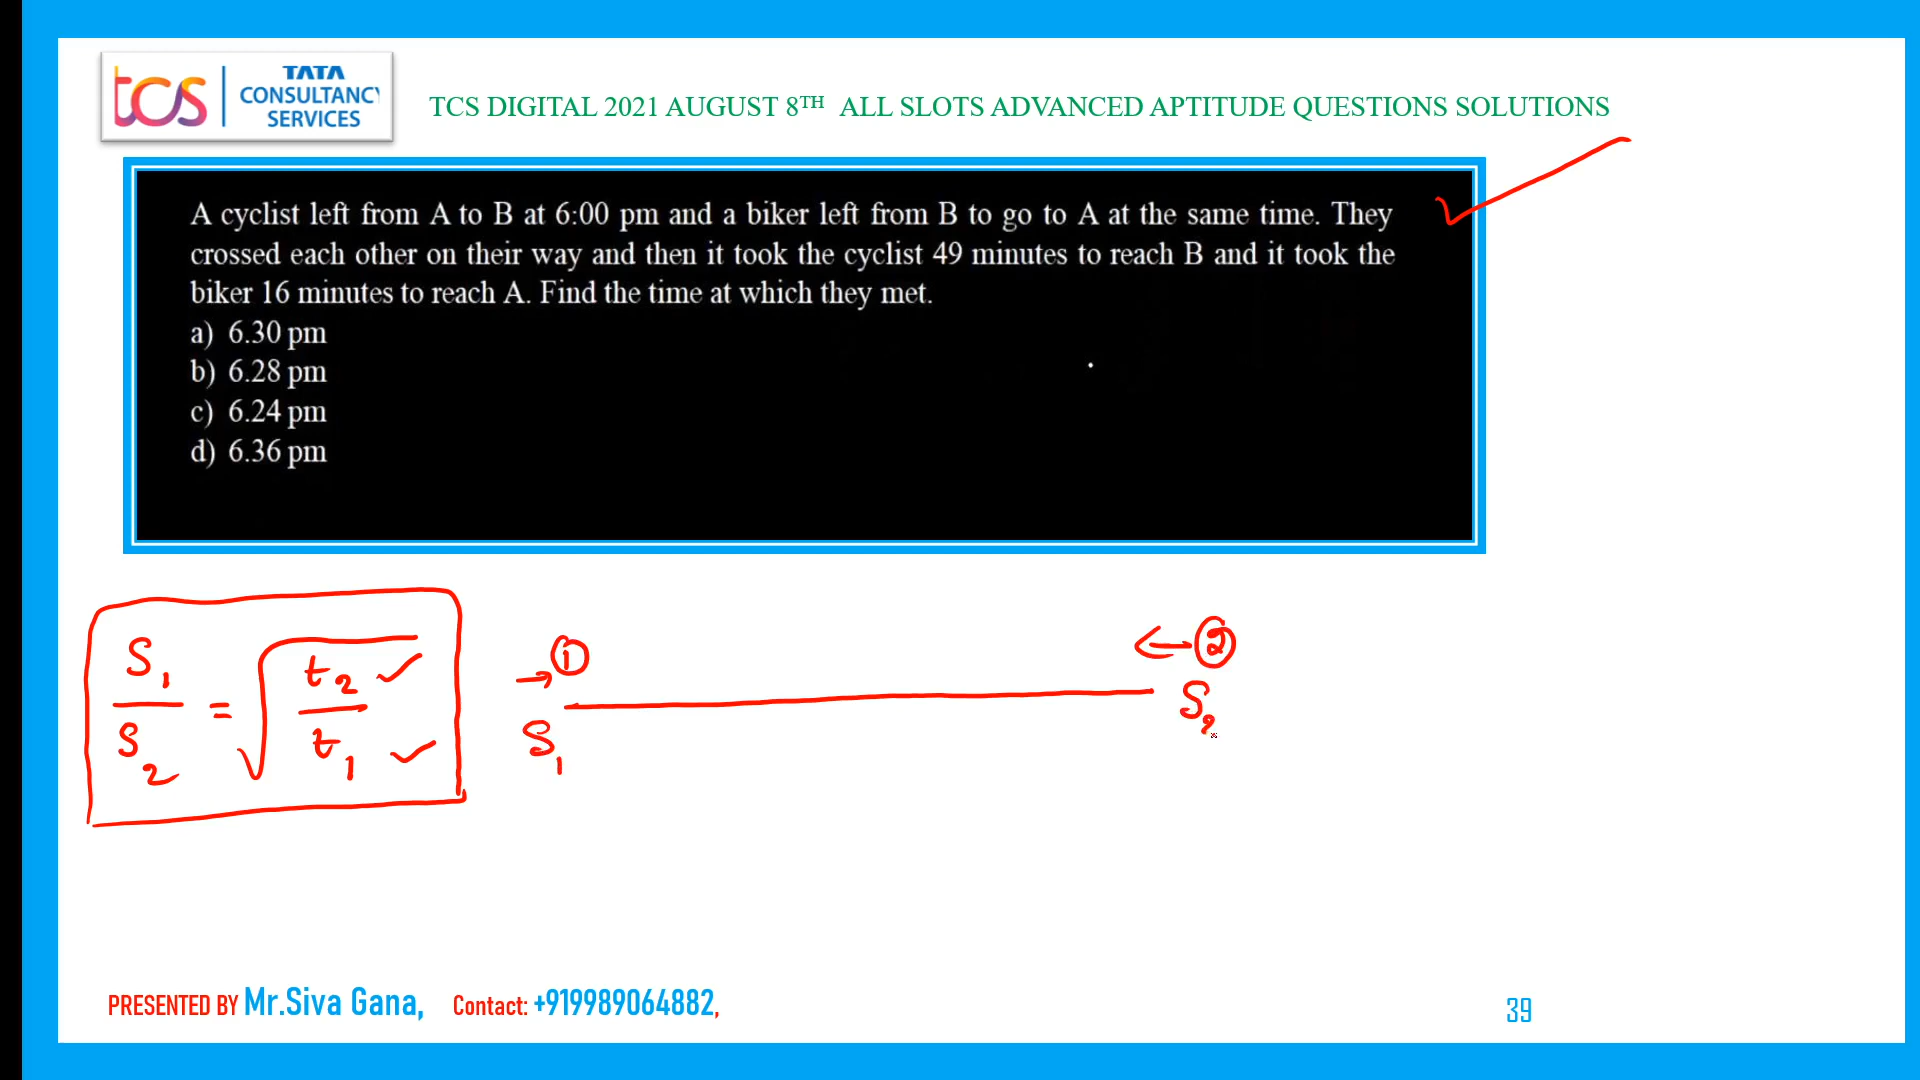 tcs TATA
CONSULTANCY
SERVICES
TCS DIGITAL 2021 AUGUST 8TH ALL SLOTS ADVANCED APTITUDE QUESTIONS SOLUTIONS
A cyclist left from A to B at 6:00 pm and a biker left from B to go to A at the same time. They
crossed each other on their way and then it took the cyclist 49 minutes to reach B and it took the
biker 16 minutes to reach A. Find the time at which they met.
a) 6.30 pm
b) 6.28 pm
c) 6.24 pm
d) 6.36 pm
S1/S2 = √(t2/t1)
1 2
S1 S2
PRESENTED BY Mr.Siva Gana, Contact: +919989064882,
39